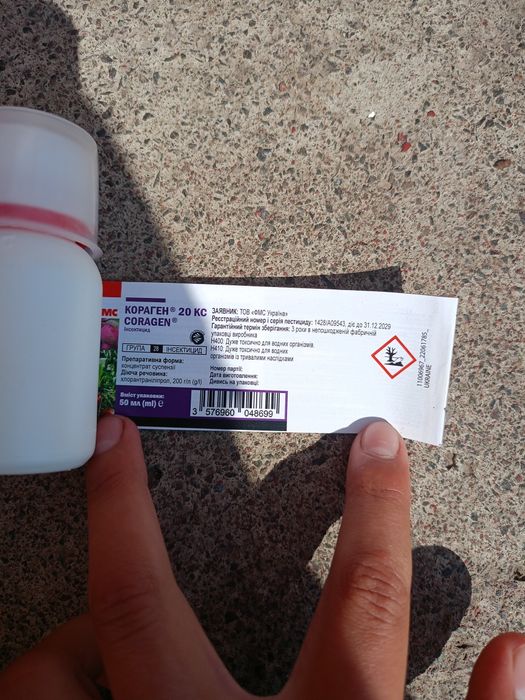 МС
КОРАГЕН® 20 КС
CORAGEN®
Інсектицид
ГРУПА 28 ІНСЕКТИЦИД
Препаративна форма:
концентрат суспензії
Діюча речовина:
хлорантраніліпрол, 200 г/л (g/l)
Вміст упаковки:
50 мл (ml) ℮
ЗАЯВНИК: ТОВ «ФМС Україна»
Реєстраційний номер і серія пестициду: 1428/А09543, діє до 31.12.2029
Гарантійний термін зберігання: 3 роки в непошкодженій фабричній
упаковці виробника
H400 Дуже токсично для водних організмів.
H410 Дуже токсично для водних
організмів із тривалими наслідками
Номер партії:
Дата виготовлення:
Дивись на упаковці!
3 576960 048699
11006967_22061785_
UKRAINE